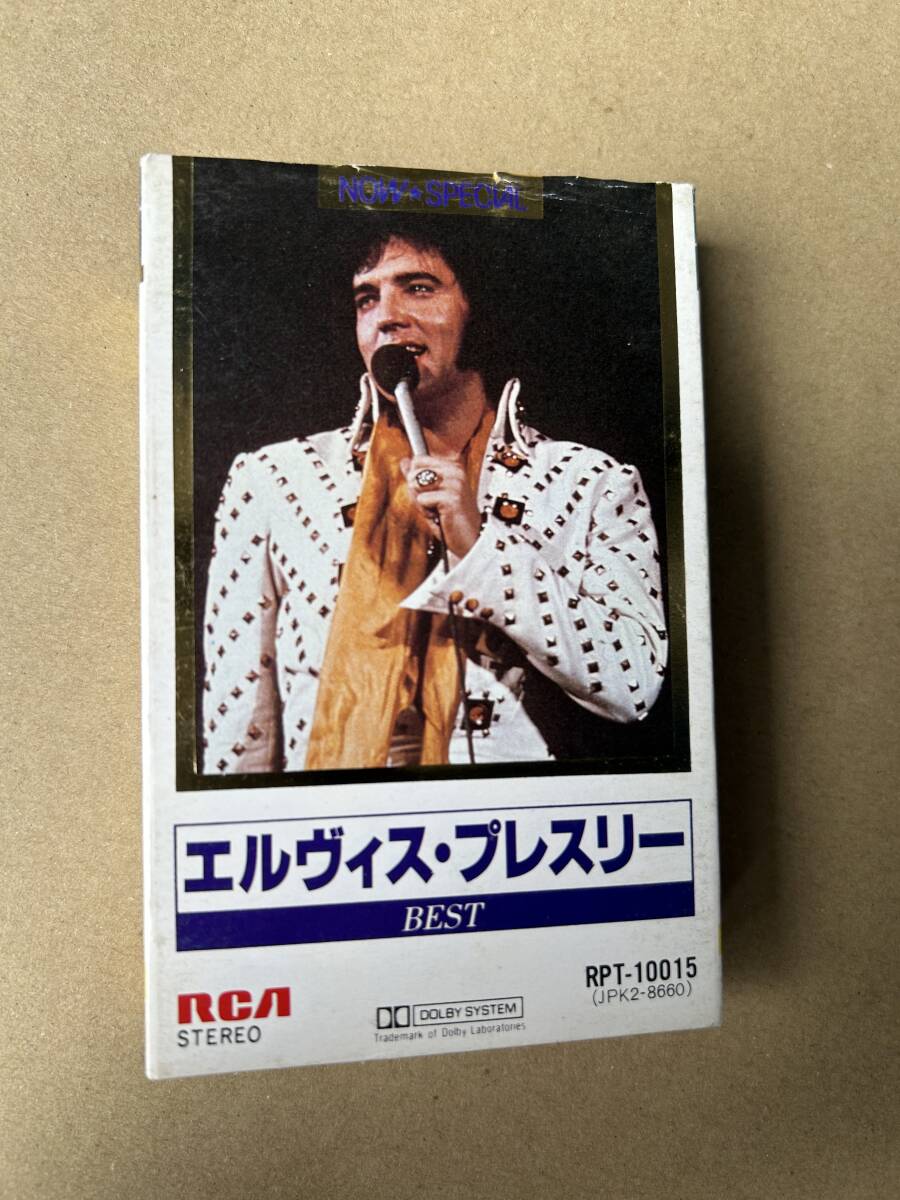 NOW★SPECIAL
エルヴィス・プレスリー
BEST
RCA
STEREO
DOLBY SYSTEM
Trademark of Dolby Laboratories
RPT-10015
(JPK2-8660)